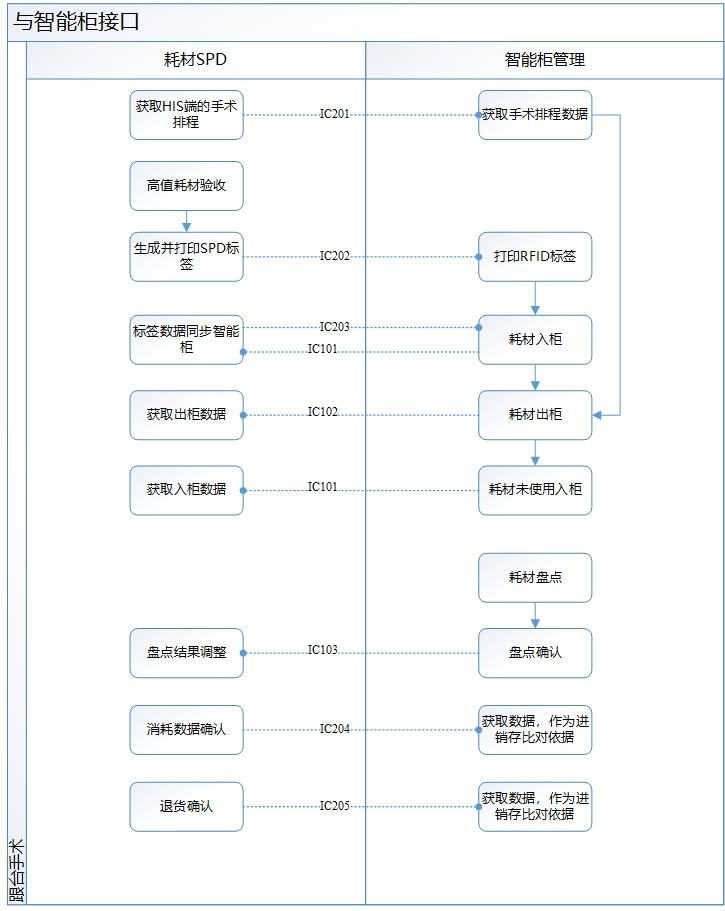 与智能柜接口
耗材SPD
智能柜管理
获取HIS端的手术
排程
IC201
获取手术排程数据
高值耗材验收
生成并打印SPD标
签
IC202
打印RFID标签
标签数据同步智能
柜
IC203
IC101
耗材入柜
获取出柜数据
IC102
耗材出柜
获取入柜数据
IC101
耗材未使用入柜
耗材盘点
盘点结果调整
IC103
盘点确认
消耗数据确认
IC204
获取数据，作为进
销存比对依据
退货确认
IC205
获取数据，作为进
销存比对依据
跟台手术